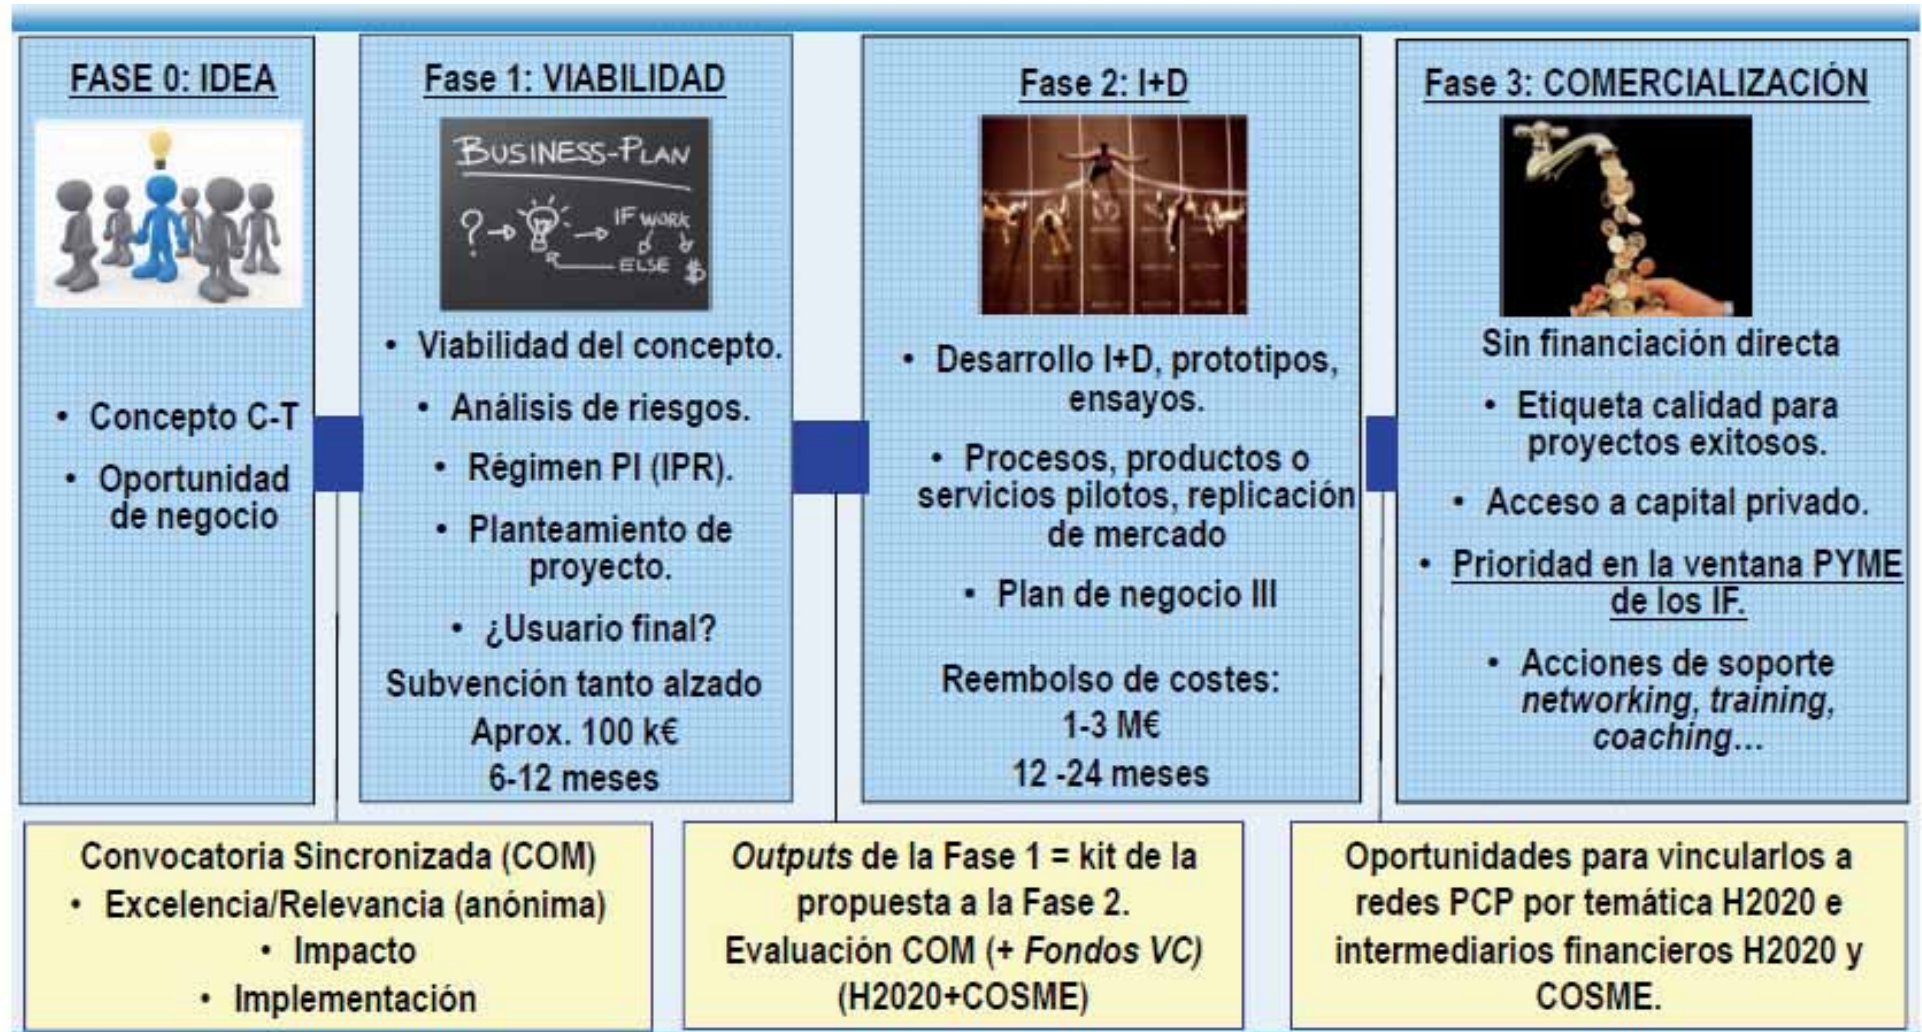 FASE 0: IDEA
• Concepto C-T
• Oportunidad
de negocio
Fase 1: VIABILIDAD
BUSINESS-PLAN
? → → IF WORK
ELSE $
• Viabilidad del concepto.
• Análisis de riesgos.
• Régimen PI (IPR).
• Planteamiento de
proyecto.
• ¿Usuario final?
Subvención tanto alzado
Aprox. 100 k€
6-12 meses
Fase 2: I+D
• Desarrollo I+D, prototipos,
ensayos.
• Procesos, productos o
servicios pilotos, replicación
de mercado
• Plan de negocio III
Reembolso de costes:
1-3 M€
12 -24 meses
Fase 3: COMERCIALIZACIÓN
Sin financiación directa
• Etiqueta calidad para
proyectos exitosos.
• Acceso a capital privado.
• Prioridad en la ventana PYME
de los IF.
• Acciones de soporte
networking, training,
coaching...
Convocatoria Sincronizada (COM)
• Excelencia/Relevancia (anónima)
• Impacto
• Implementación
Outputs de la Fase 1 = kit de la
propuesta a la Fase 2.
Evaluación COM (+ Fondos VC)
(H2020+COSME)
Oportunidades para vincularlos a
redes PCP por temática H2020 e
intermediarios financieros H2020 y
COSME.